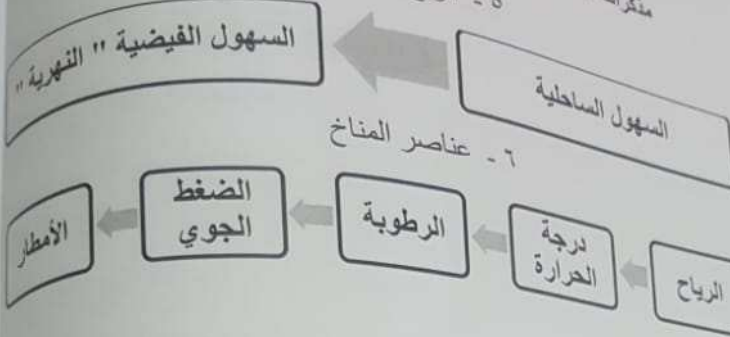 السهول الساحلية
السهول الفيضية " النهرية "
٦ - عناصر المناخ
الرياح
درجة
الحرارة
الرطوبة
الضغط
الجوي
الأمطار